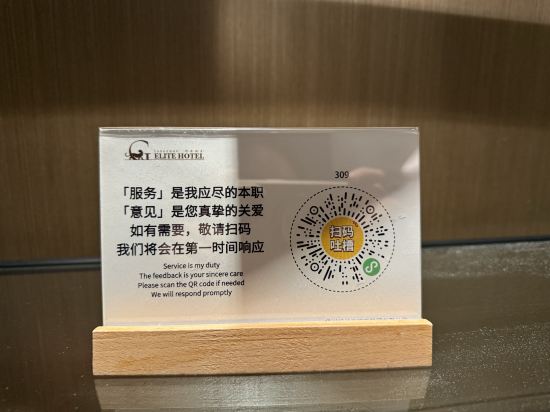 ELITE HOTEL
「服务」是我应尽的本职
「意见」是您真挚的关爱
如有需要，敬请扫码
我们将会在第一时间响应
Service is my duty
The feedback is your sincere care
Please scan the QR code if needed
We will respond promptly
309
扫码
吐槽